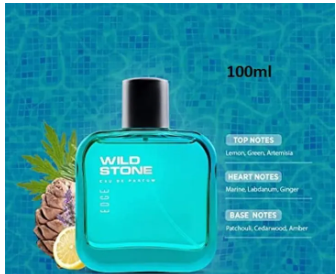 100ml
WILD
STONE
EAU DE PARFUM
EDGE
TOP NOTES
Lemon, Green, Artemisia
HEART NOTES
Marine, Labdanum, Ginger
BASE NOTES
Patchouli, Cedarwood, Amber